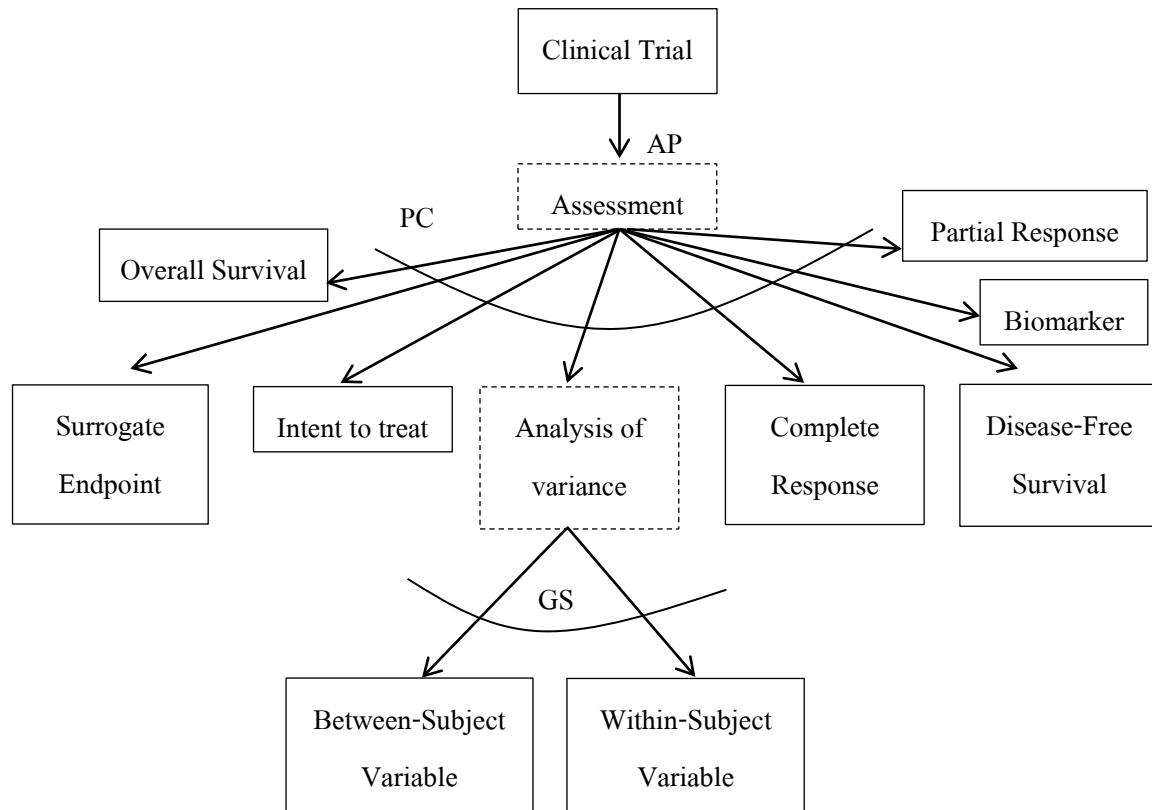 Clinical Trial
AP
Assessment
PC
Partial Response
Overall Survival
Biomarker
Surrogate
Endpoint
Intent to treat
Analysis of
variance
Complete
Response
Disease-Free
Survival
GS
Between-Subject
Variable
Within-Subject
Variable